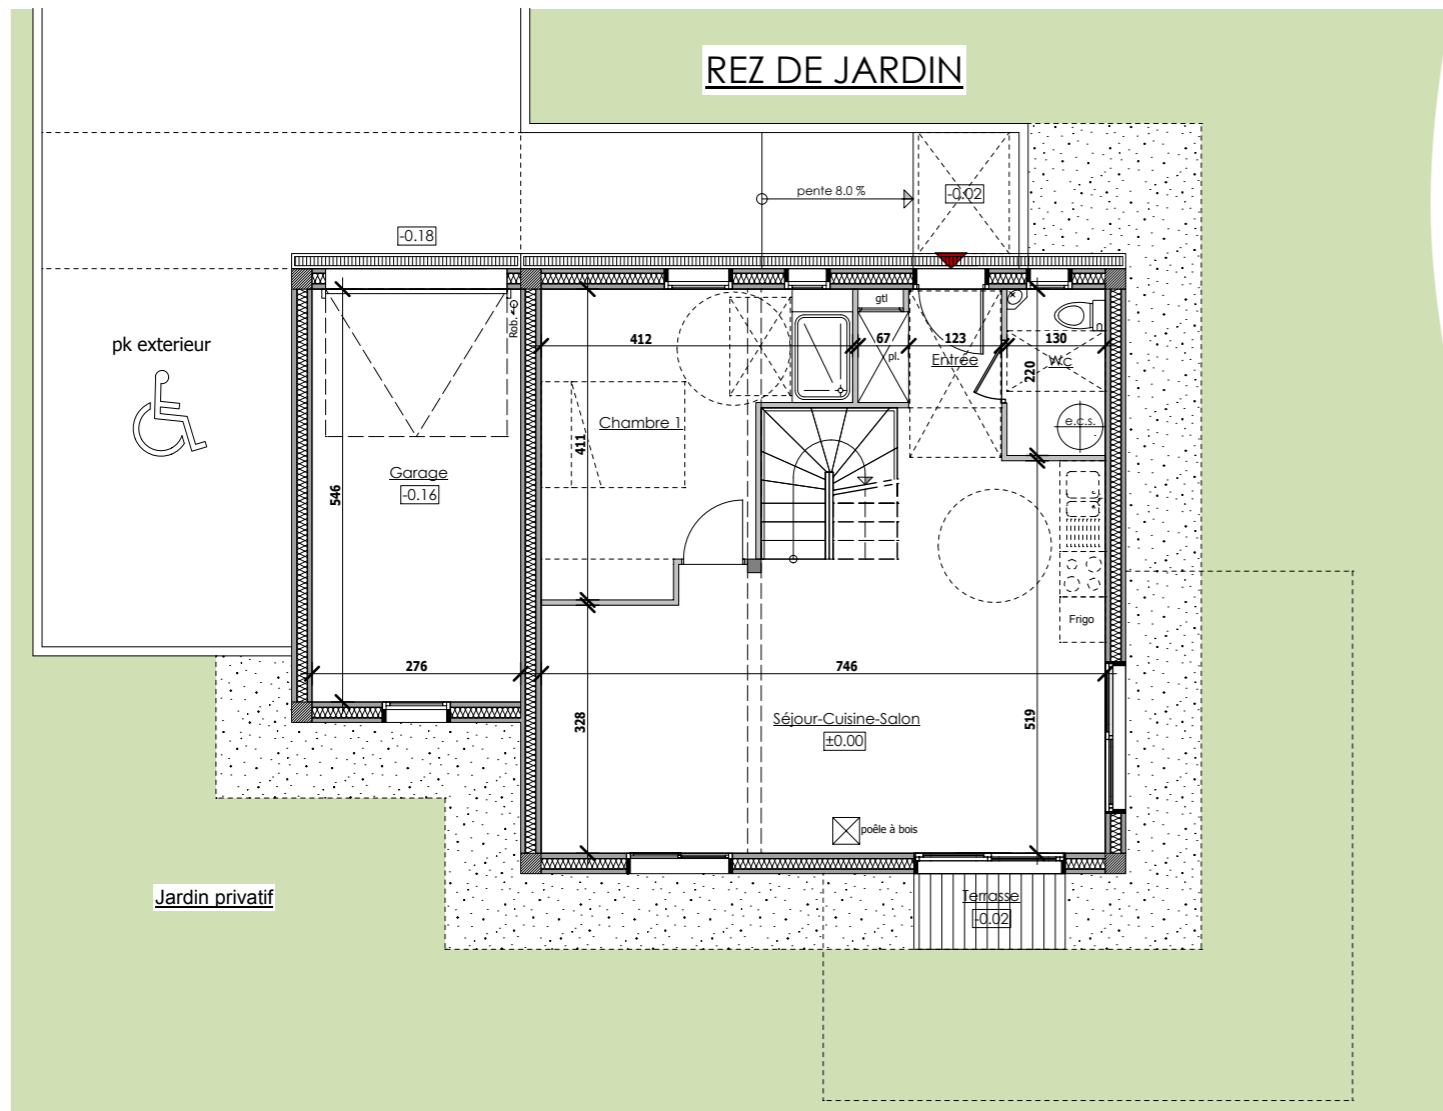 REZ DE JARDIN
pente 8.0 %
-0.02
-0.18
gtl
Rob.
pk exterieur
412
67
123
130
pl.
Entrée
Wc
220
Chambre 1
e.c.s.
411
Garage
-0.16
546
Frigo
276
746
328
Séjour-Cuisine-Salon
±0.00
519
poêle à bois
Jardin privatif
Terrasse
-0.02